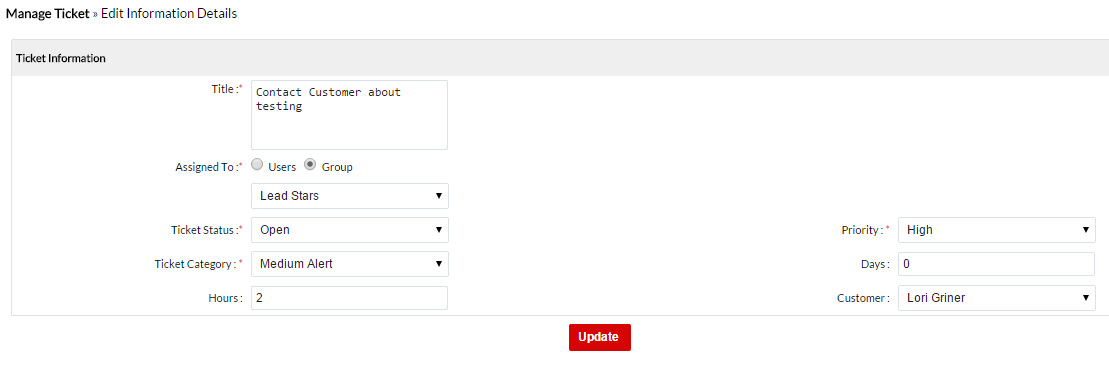 Manage Ticket » Edit Information Details
Ticket Information
Title :*
Contact Customer about
testing
Assigned To :* Users Group
Lead Stars
Ticket Status :* Open Priority : * High
Ticket Category : * Medium Alert Days : 0
Hours : 2 Customer : Lori Griner
Update